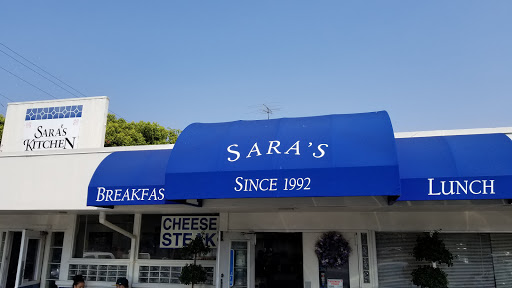 SARA'S
KITCHEN
SARA'S
SINCE 1992
BREAKFAS
LUNCH
CHEESE
STEAK